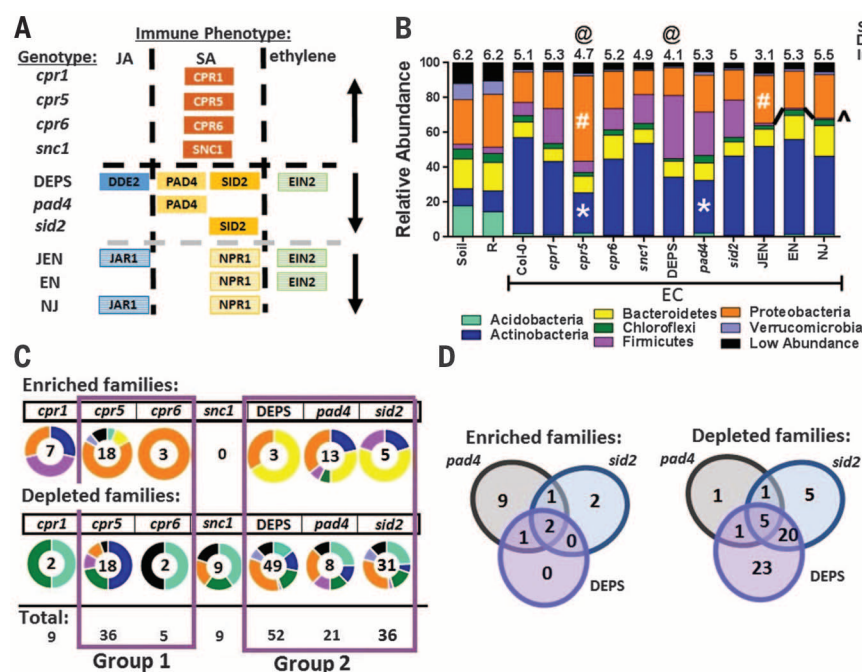 A
Immune Phenotype:
Genotype: JA SA ethylene
cpr1 CPR1
cpr5 CPR5
cpr6 CPR6
snc1 SNC1
DEPS DDE2 PAD4 SID2 EIN2
pad4 PAD4
sid2 SID2
JEN JAR1 NPR1 EIN2
EN NPR1 EIN2
NJ JAR1 NPR1
B
@ @
6.2 6.2 5.1 5.3 4.7 5.2 4.9 4.1 5.3 5 3.1 5.3 5.5
Relative Abundance
100
80
60
40
20
0
# #
^
* *
Soil R Col-0 cpr1 cpr5 cpr6 snc1 DEPS pad4 sid2 JEN EN NJ
EC
Acidobacteria
Actinobacteria
Bacteroidetes
Chloroflexi
Firmicutes
Proteobacteria
Verrucomicrobia
Low Abundance
C
Enriched families:
cpr1 cpr5 cpr6 snc1 DEPS pad4 sid2
7 18 3 0 3 13 5
Depleted families:
cpr1 cpr5 cpr6 snc1 DEPS pad4 sid2
2 18 2 9 49 8 31
Total:
9 36 5 9 52 21 36
Group 1 Group 2
D
Enriched families:
pad4 sid2
9 1 2
2
1 0
0
DEPS
Depleted families:
pad4 sid2
1 1 5
5
1 20
23
DEPS